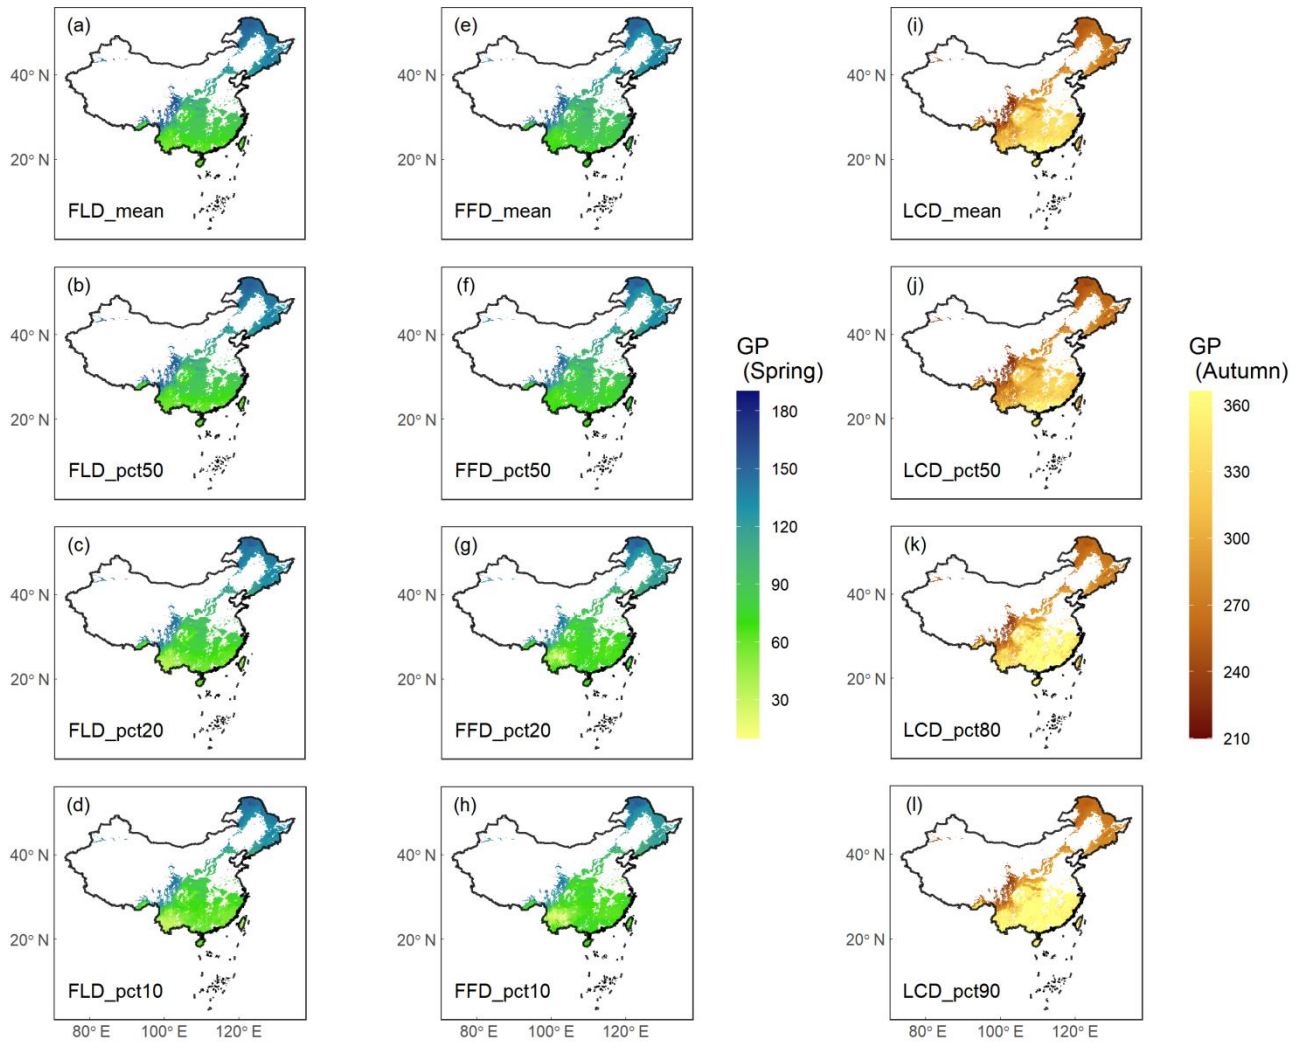 (a)
40° N
20° N
FLD_mean
(e)
40° N
20° N
FFD_mean
(i)
40° N
20° N
LCD_mean
(b)
40° N
20° N
FLD_pct50
(f)
40° N
20° N
FFD_pct50
(j)
40° N
20° N
LCD_pct50
(c)
40° N
20° N
FLD_pct20
(g)
40° N
20° N
FFD_pct20
(k)
40° N
20° N
LCD_pct80
(d)
40° N
20° N
FLD_pct10
80° E
100° E
120° E
(h)
40° N
20° N
FFD_pct10
80° E
100° E
120° E
(l)
40° N
20° N
LCD_pct90
80° E
100° E
120° E
GP
(Spring)
180
150
120
90
60
30
GP
(Autumn)
360
330
300
270
240
210